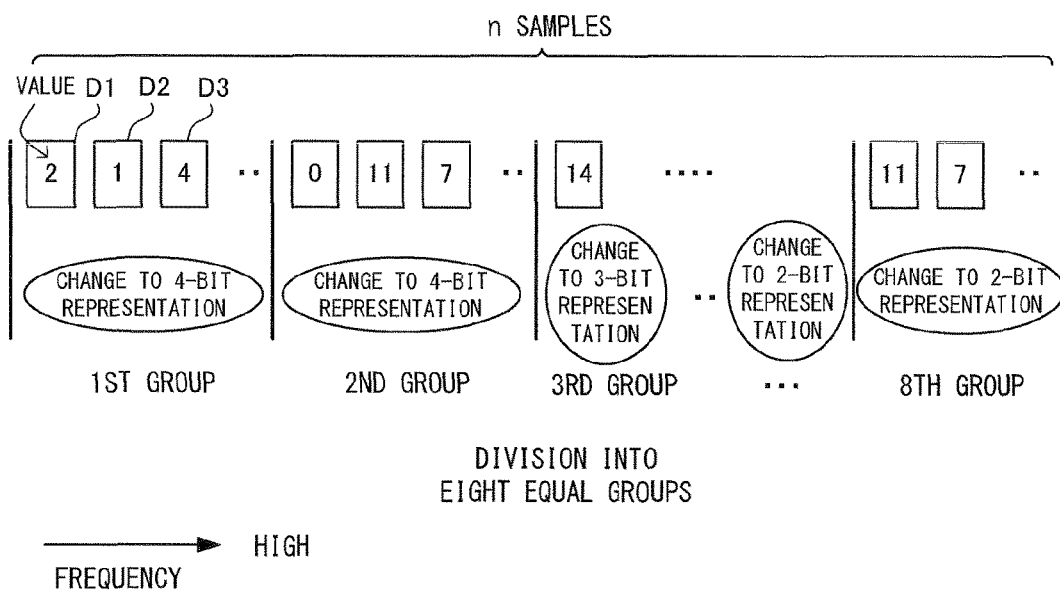 n SAMPLES
VALUE D1 D2 D3
2 1 4 ‥ 0 11 7 ‥ 14 ‥‥ 11 7 ‥
CHANGE TO 4-BIT
REPRESENTATION
CHANGE TO 4-BIT
REPRESENTATION
CHANGE
TO 3-BIT
REPRESEN
TATION
‥
CHANGE
TO 2-BIT
REPRESEN
TATION
CHANGE TO 2-BIT
REPRESENTATION
1ST GROUP 2ND GROUP 3RD GROUP ... 8TH GROUP
DIVISION INTO
EIGHT EQUAL GROUPS
HIGH
FREQUENCY